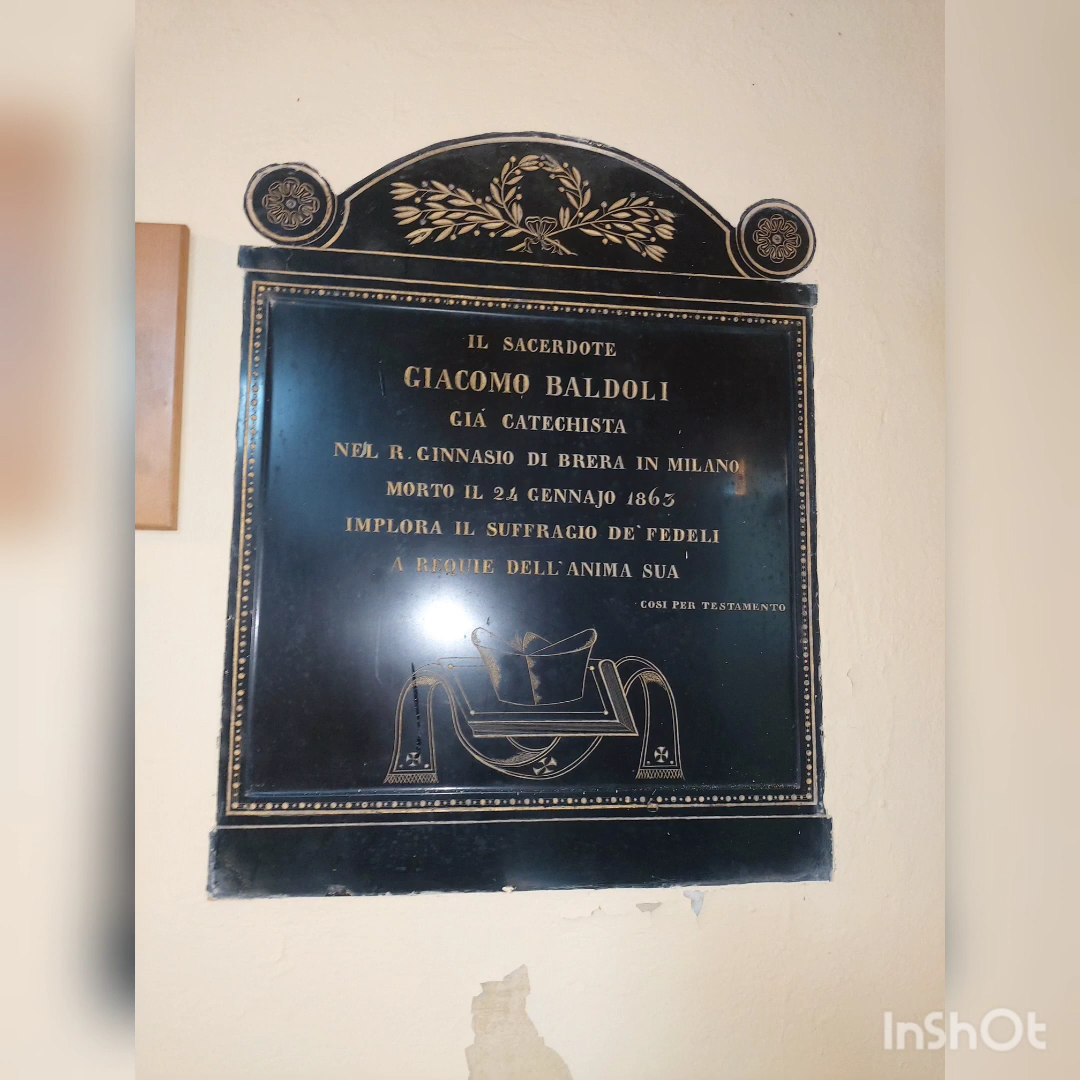 IL SACERDOTE
GIACOMO BALDOLI
GIÁ CATECHISTA
NEL R. GINNASIO DI BRERA IN MILANO
MORTO IL 24 GENNAJO 1863
IMPLORA IL SUFFRAGIO DE` FEDELI
A REQUIE DELL`ANIMA SUA
COSI PER TESTAMENTO
InShOt